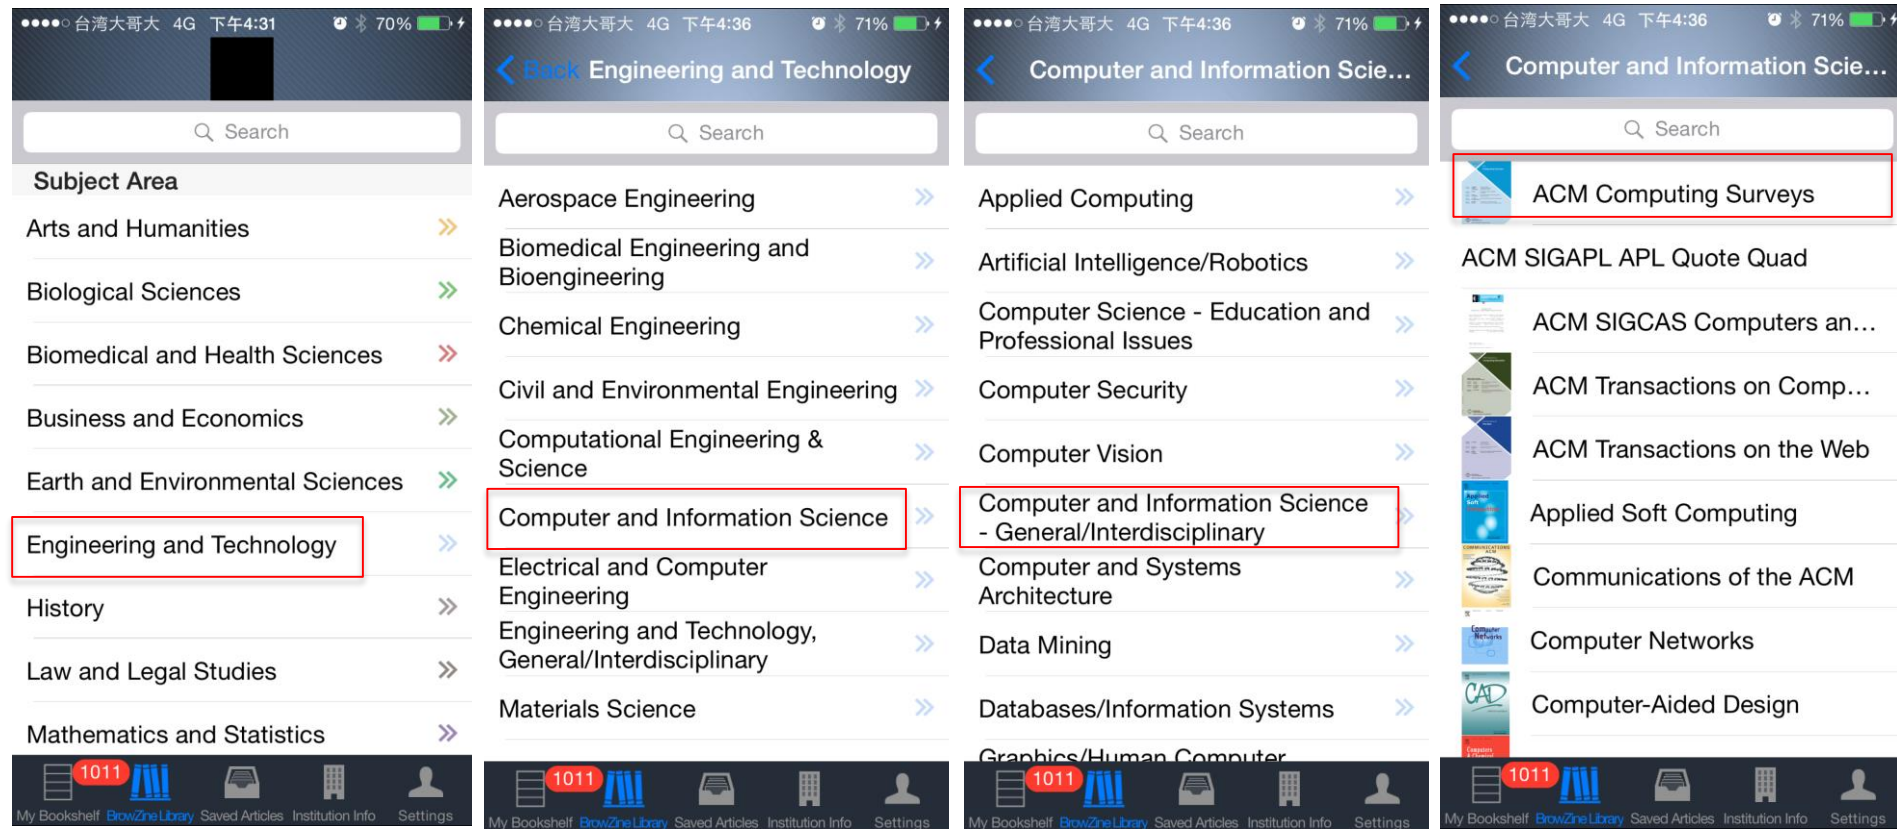 台湾大哥大 4G 下午4:31 70%
Search
Subject Area
Arts and Humanities
Biological Sciences
Biomedical and Health Sciences
Business and Economics
Earth and Environmental Sciences
Engineering and Technology
History
Law and Legal Studies
Mathematics and Statistics
1011
My Bookshelf BrowZine Library Saved Articles Institution Info Settings
台湾大哥大 4G 下午4:36 71%
Back Engineering and Technology
Search
Aerospace Engineering
Biomedical Engineering and
Bioengineering
Chemical Engineering
Civil and Environmental Engineering
Computational Engineering &
Science
Computer and Information Science
Electrical and Computer
Engineering
Engineering and Technology,
General/Interdisciplinary
Materials Science
1011
My Bookshelf BrowZine Library Saved Articles Institution Info Settings
台湾大哥大 4G 下午4:36 71%
Computer and Information Scie...
Search
Applied Computing
Artificial Intelligence/Robotics
Computer Science - Education and
Professional Issues
Computer Security
Computer Vision
Computer and Information Science
- General/Interdisciplinary
Computer and Systems
Architecture
Data Mining
Databases/Information Systems
Graphics/Human Computer
1011
My Bookshelf BrowZine Library Saved Articles Institution Info Settings
台湾大哥大 4G 下午4:36 71%
Computer and Information Scie...
Search
ACM Computing Surveys
ACM SIGAPL APL Quote Quad
ACM SIGCAS Computers an...
ACM Transactions on Comp...
ACM Transactions on the Web
Applied Soft Computing
Communications of the ACM
Computer Networks
CAD
Computer-Aided Design
1011
My Bookshelf BrowZine Library Saved Articles Institution Info Settings